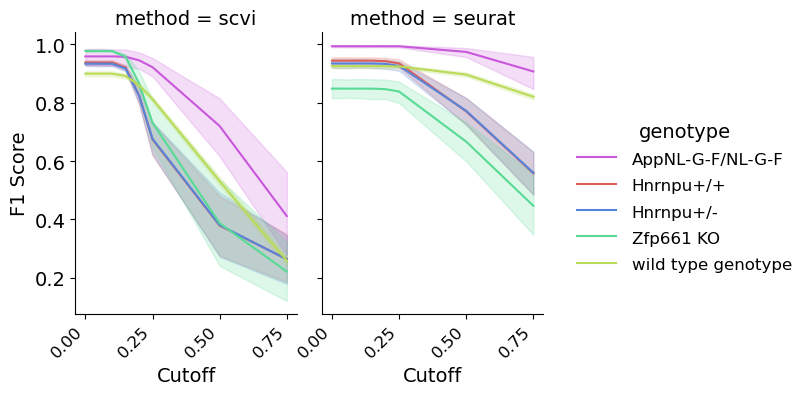 method = scvi
method = seurat
F1 Score
1.0
0.8
0.6
0.4
0.2
0.00
0.25
0.50
0.75
Cutoff
0.00
0.25
0.50
0.75
Cutoff
genotype
AppNL-G-F/NL-G-F
Hnrnpu+/+
Hnrnpu+/-
Zfp661 KO
wild type genotype